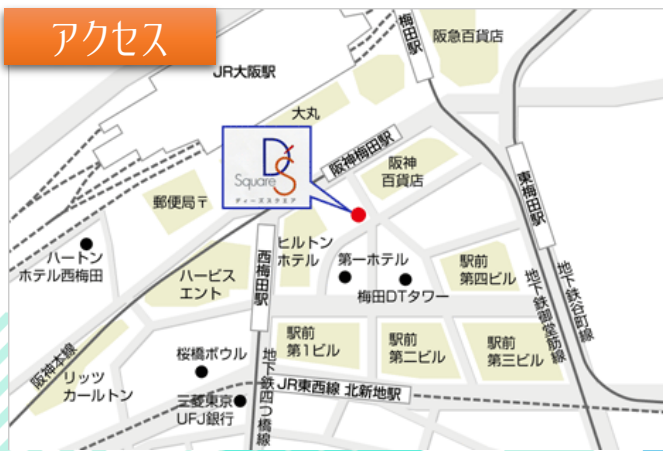 アクセス
梅田駅
阪急百貨店
JR大阪駅
大丸
D'S
Square
ディーズスクエア
阪神梅田駅
阪神
百貨店
東梅田駅
郵便局〒
ハートン
ホテル西梅田
ハービス
エント
西梅田駅
ヒルトン
ホテル
第一ホテル
梅田DTタワー
駅前
第四ビル
地下鉄御堂筋線
地下鉄谷町線
阪神本線
リッツ
カールトン
桜橋ボウル
三菱東京
UFJ銀行
地下鉄四つ橋線
駅前
第1ビル
駅前
第二ビル
駅前
第三ビル
JR東西線 北新地駅